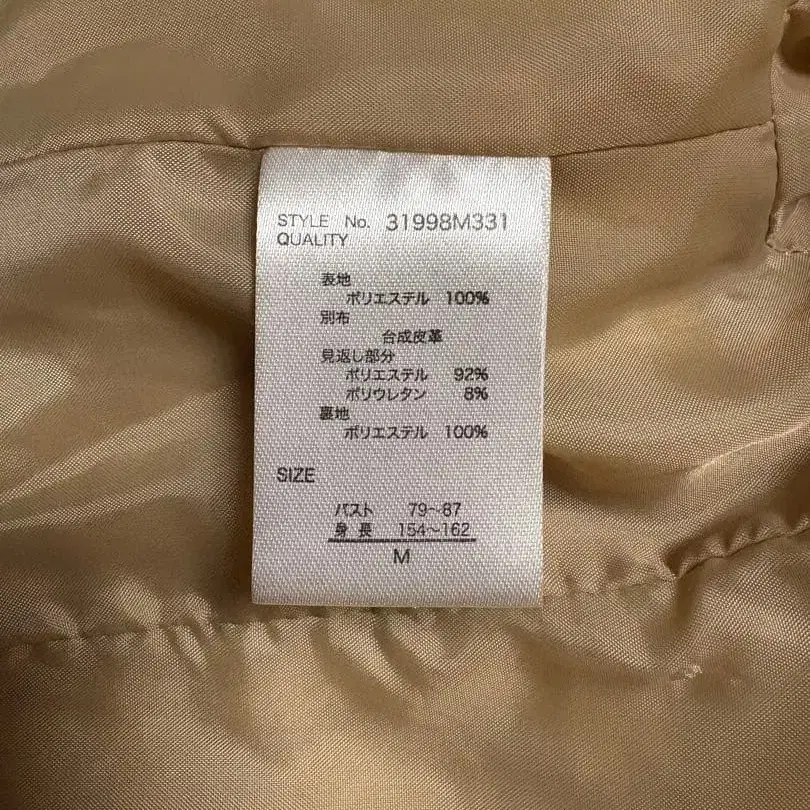 STYLE No. 31998M331
QUALITY
表地
ポリエステル 100%
別布
合成皮革
見返し部分
ポリエステル 92%
ポリウレタン 8%
裏地
ポリエステル 100%
SIZE
バスト 79~87
身長 154~162
M